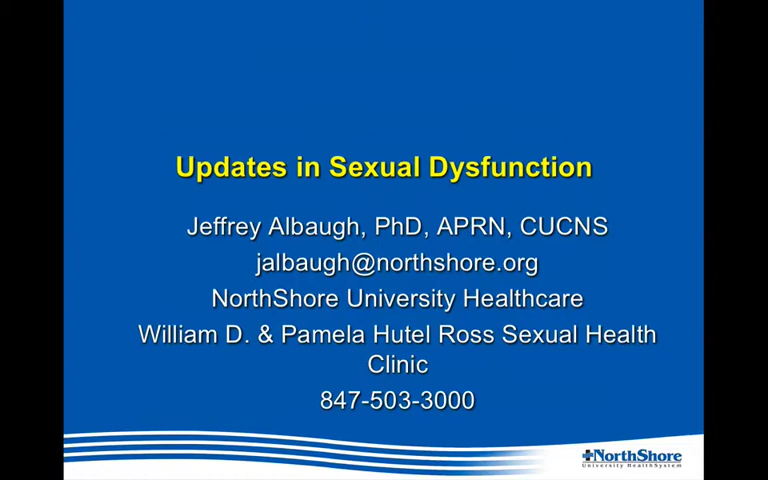 Updates in Sexual Dysfunction
Jeffrey Albaugh, PhD, APRN, CUCNS
jalbaugh@northshore.org
NorthShore University Healthcare
William D. & Pamela Hutel Ross Sexual Health
Clinic
847-503-3000
NorthShore
University HealthSystem